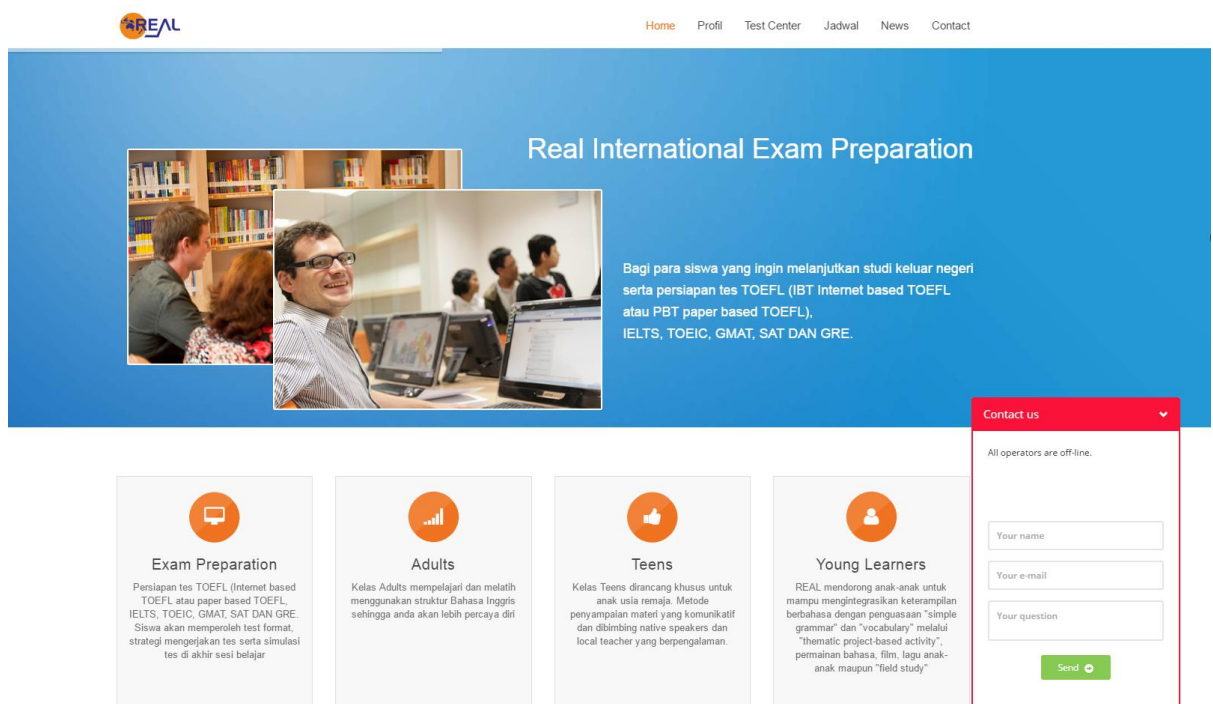 REAL
Home Profil Test Center Jadwal News Contact
Real International Exam Preparation
Bagi para siswa yang ingin melanjutkan studi keluar negeri
serta persiapan tes TOEFL (IBT Internet based TOEFL
atau PBT paper based TOEFL),
IELTS, TOEIC, GMAT, SAT DAN GRE.
Exam Preparation
Persiapan tes TOEFL (Internet based
TOEFL atau paper based TOEFL,
IELTS, TOEIC, GMAT, SAT DAN GRE.
Siswa akan memperoleh test format,
strategi mengerjakan tes serta simulasi
tes di akhir sesi belajar
Adults
Kelas Adults mempelajari dan melatih
menggunakan struktur Bahasa Inggris
sehingga anda akan lebih percaya diri
Teens
Kelas Teens dirancang khusus untuk
anak usia remaja. Metode
penyampaian materi yang komunikatif
dan dibimbing native speakers dan
local teacher yang berpengalaman.
Young Learners
REAL mendorong anak-anak untuk
mampu mengintegrasikan keterampilan
berbahasa dengan penguasaan "simple
grammar" dan "vocabulary" melalui
"thematic project-based activity",
permainan bahasa, film, lagu anak-
anak maupun "field study"
Contact us
All operators are off-line.
Your name
Your e-mail
Your question
Send